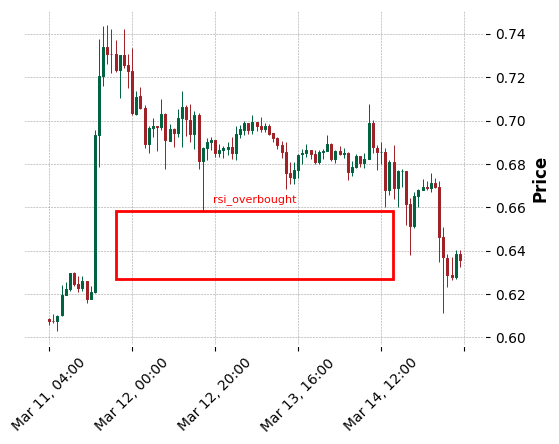 0.74
0.72
0.70
0.68
0.66
0.64
0.62
0.60
Price
rsi_overbought
Mar 11, 04:00
Mar 12, 00:00
Mar 12, 20:00
Mar 13, 16:00
Mar 14, 12:00